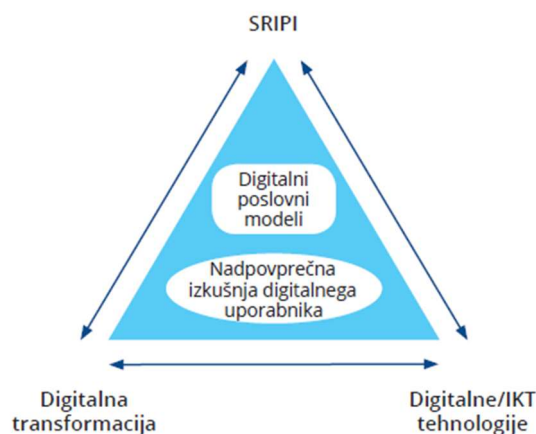 SRIPI
Digitalni
poslovni
modeli
Nadpovprečna
izkušnja digitalnega
uporabnika
Digitalna
transformacija
Digitalne/IKT
tehnologije